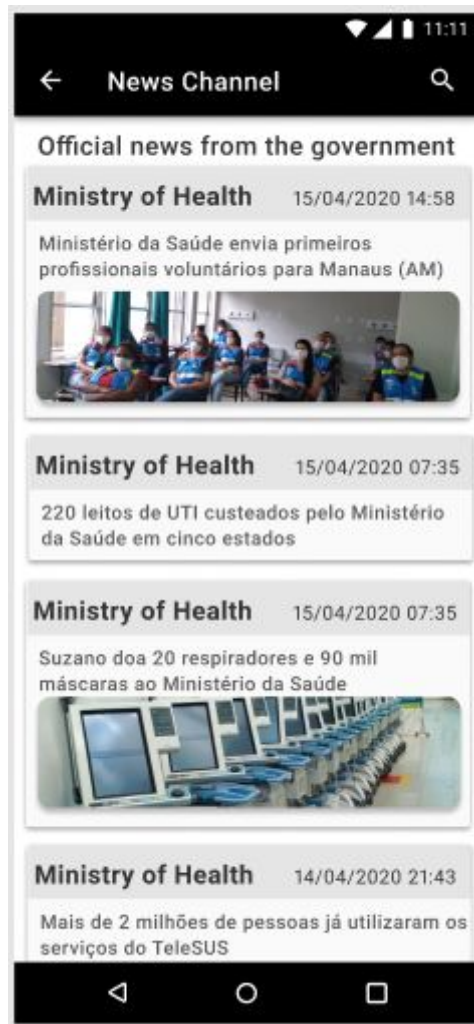 11:11
News Channel
Official news from the government
Ministry of Health 15/04/2020 14:58
Ministério da Saúde envia primeiros
profissionais voluntários para Manaus (AM)
Ministry of Health 15/04/2020 07:35
220 leitos de UTI custeados pelo Ministério
da Saúde em cinco estados
Ministry of Health 15/04/2020 07:35
Suzano doa 20 respiradores e 90 mil
máscaras ao Ministério da Saúde
Ministry of Health 14/04/2020 21:43
Mais de 2 milhões de pessoas já utilizaram os
serviços do TeleSUS